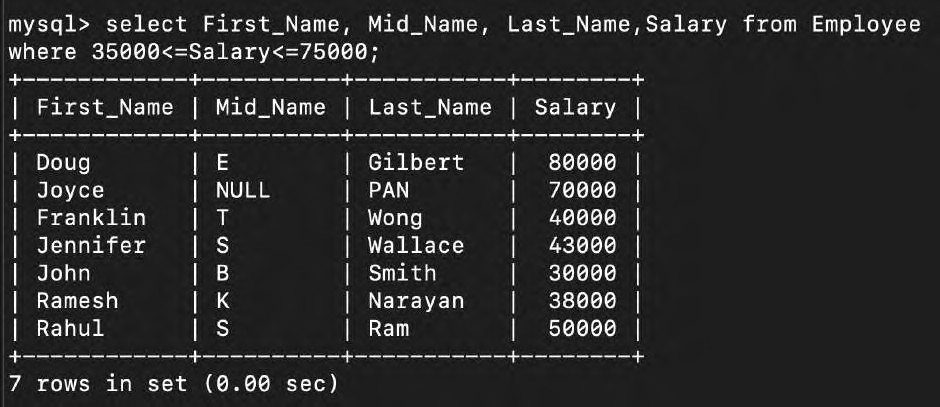 mysql> select First_Name, Mid_Name, Last_Name,Salary from Employee
where 35000<=Salary<=75000;
+------------+----------+-----------+--------+
| First_Name | Mid_Name | Last_Name | Salary |
+------------+----------+-----------+--------+
| Doug       | E        | Gilbert   |  80000 |
| Joyce      | NULL     | PAN       |  70000 |
| Franklin   | T        | Wong      |  40000 |
| Jennifer   | S        | Wallace   |  43000 |
| John       | B        | Smith     |  30000 |
| Ramesh     | K        | Narayan   |  38000 |
| Rahul      | S        | Ram       |  50000 |
+------------+----------+-----------+--------+
7 rows in set (0.00 sec)